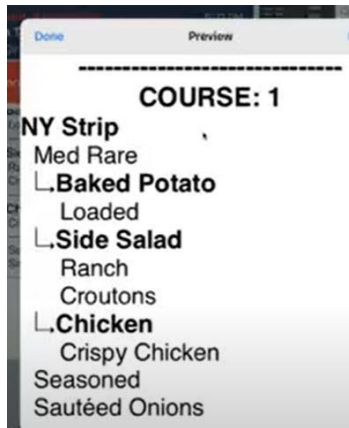 Done Preview
------------------------------
COURSE: 1
NY Strip
Med Rare
Baked Potato
Loaded
Side Salad
Ranch
Croutons
Chicken
Crispy Chicken
Seasoned
Sautéed Onions